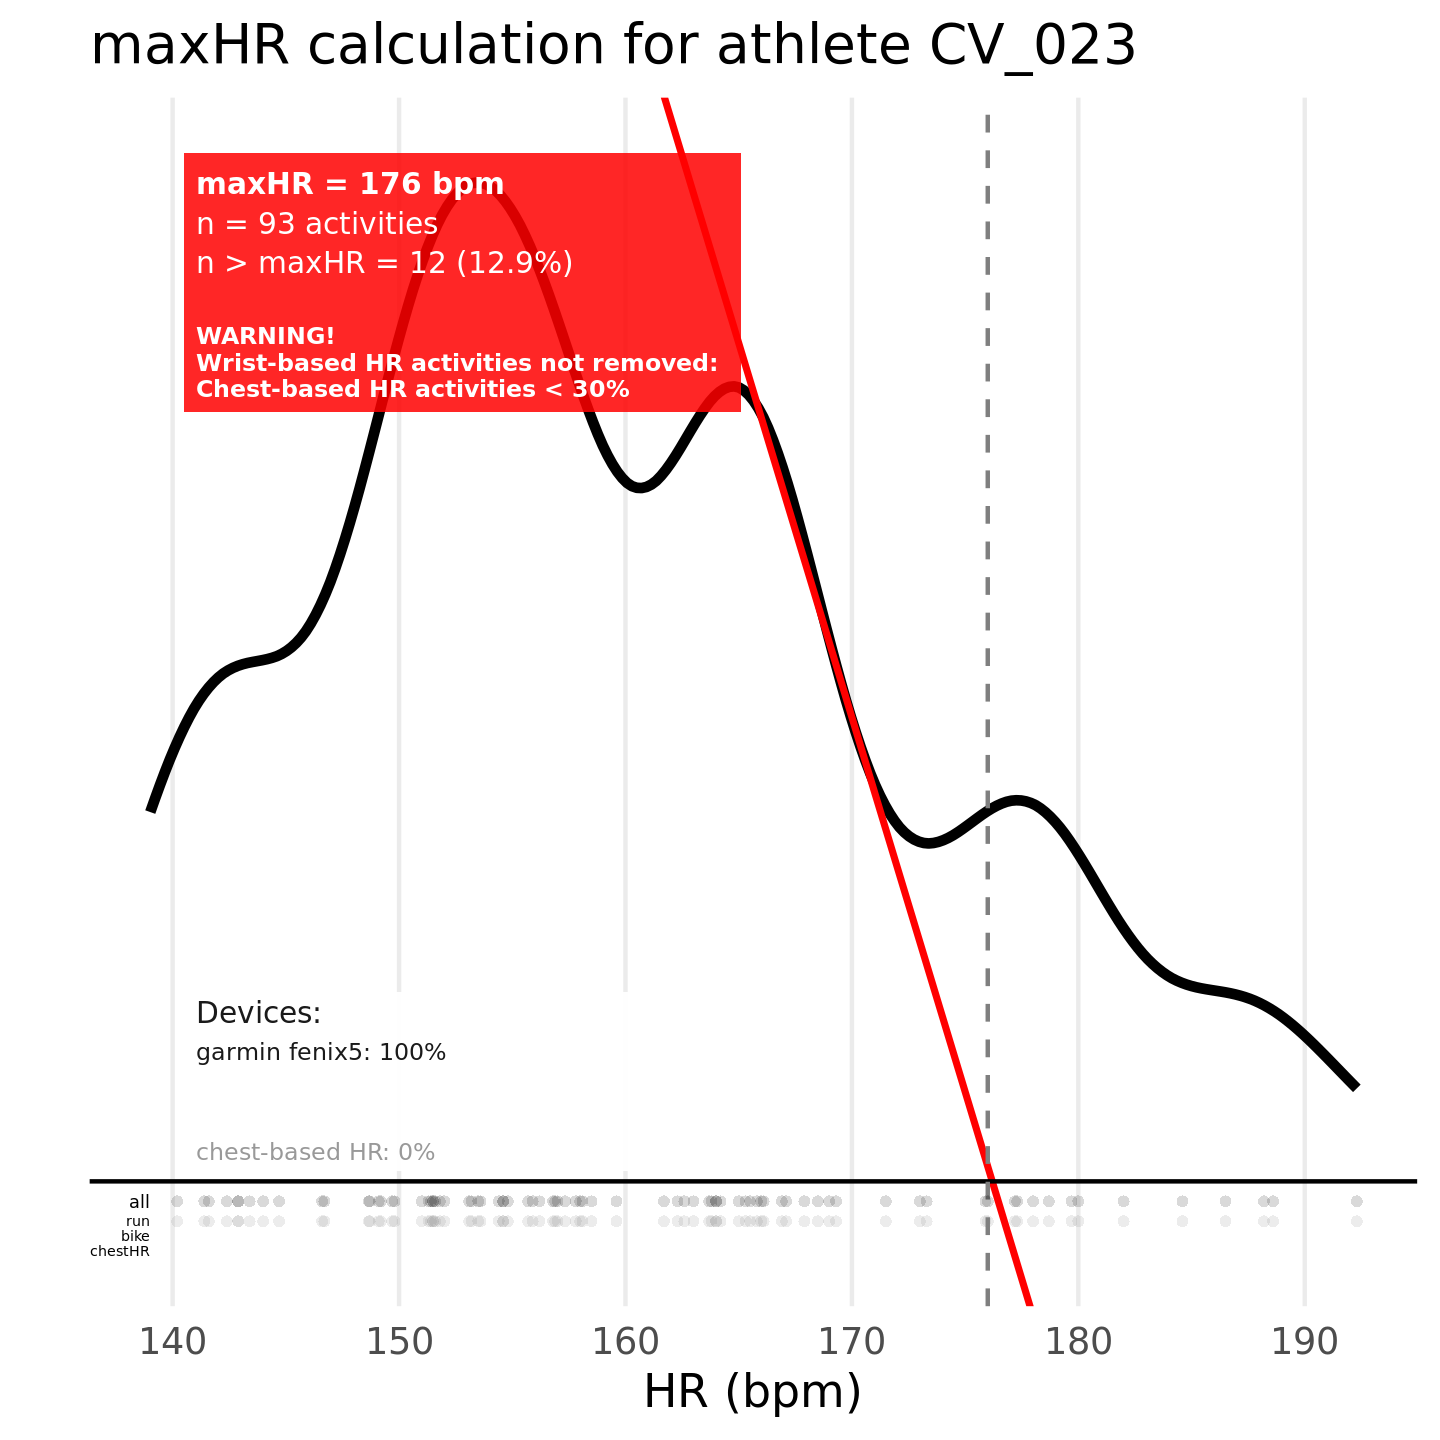 maxHR calculation for athlete CV_023
maxHR = 176 bpm
n = 93 activities
n > maxHR = 12 (12.9%)
WARNING!
Wrist-based HR activities not removed:
Chest-based HR activities < 30%
Devices:
garmin fenix5: 100%
chest-based HR: 0%
all
run
bike
chestHR
140 150 160 170 180 190
HR (bpm)